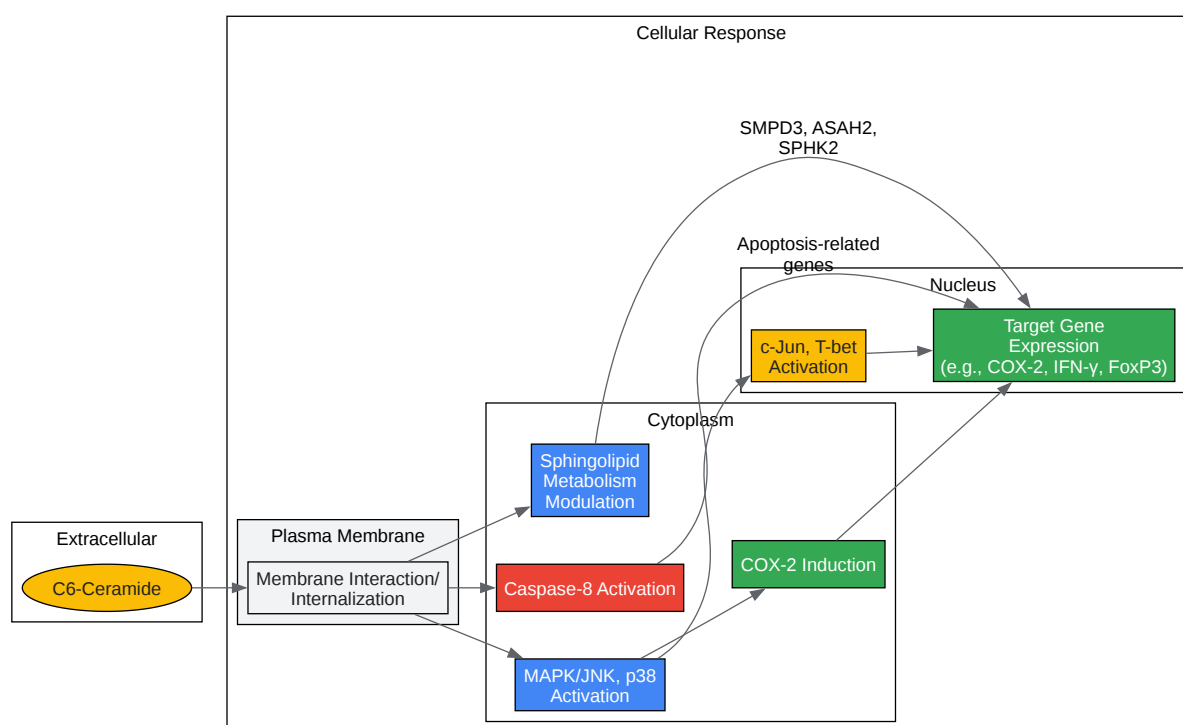 Cellular Response
SMPD3, ASAH2,
SPHK2
Apoptosis-related
genes
Nucleus
c-Jun, T-bet
Activation
Target Gene
Expression
(e.g., COX-2, IFN-γ, FoxP3)
Cytoplasm
Sphingolipid
Metabolism
Modulation
Extracellular
C6-Ceramide
Plasma Membrane
Membrane Interaction/
Internalization
Caspase-8 Activation
COX-2 Induction
MAPK/JNK, p38
Activation